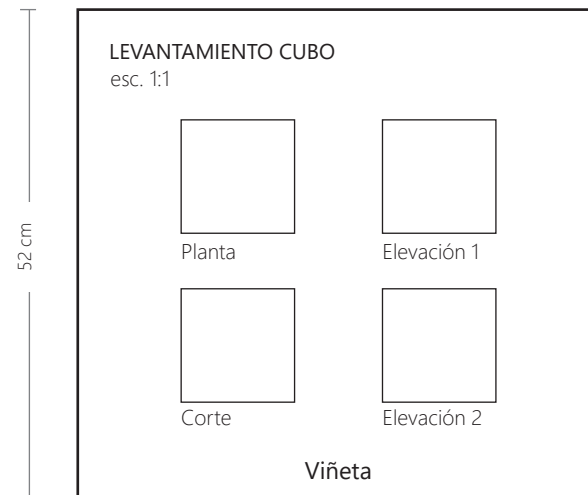 LEVANTAMIENTO CUBO
esc. 1:1
52 cm
Planta
Elevación 1
Corte
Elevación 2
Viñeta